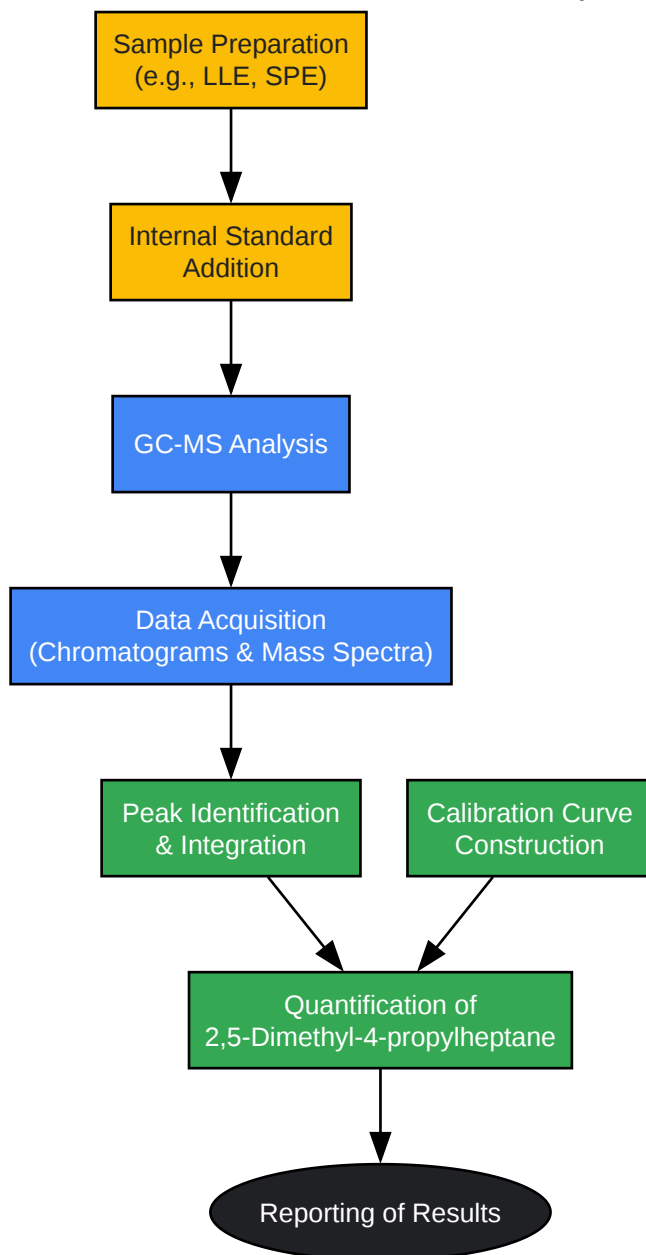 Sample Preparation
(e.g., LLE, SPE)
Internal Standard
Addition
GC-MS Analysis
Data Acquisition
(Chromatograms & Mass Spectra)
Peak Identification
& Integration
Calibration Curve
Construction
Quantification of
2,5-Dimethyl-4-propylheptane
Reporting of Results